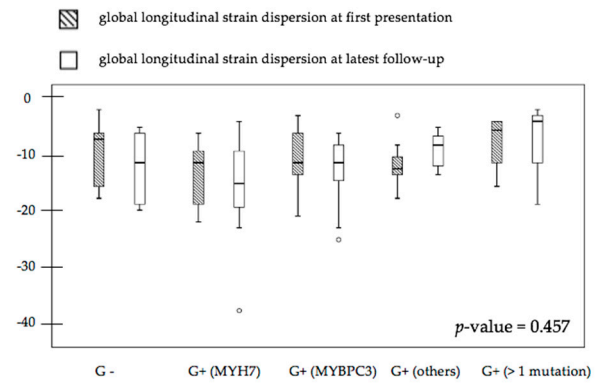 global longitudinal strain dispersion at first presentation
global longitudinal strain dispersion at latest follow-up
0
-10
-20
-30
-40
p-value = 0.457
G - G+ (MYH7) G+ (MYBPC3) G+ (others) G+ (> 1 mutation)